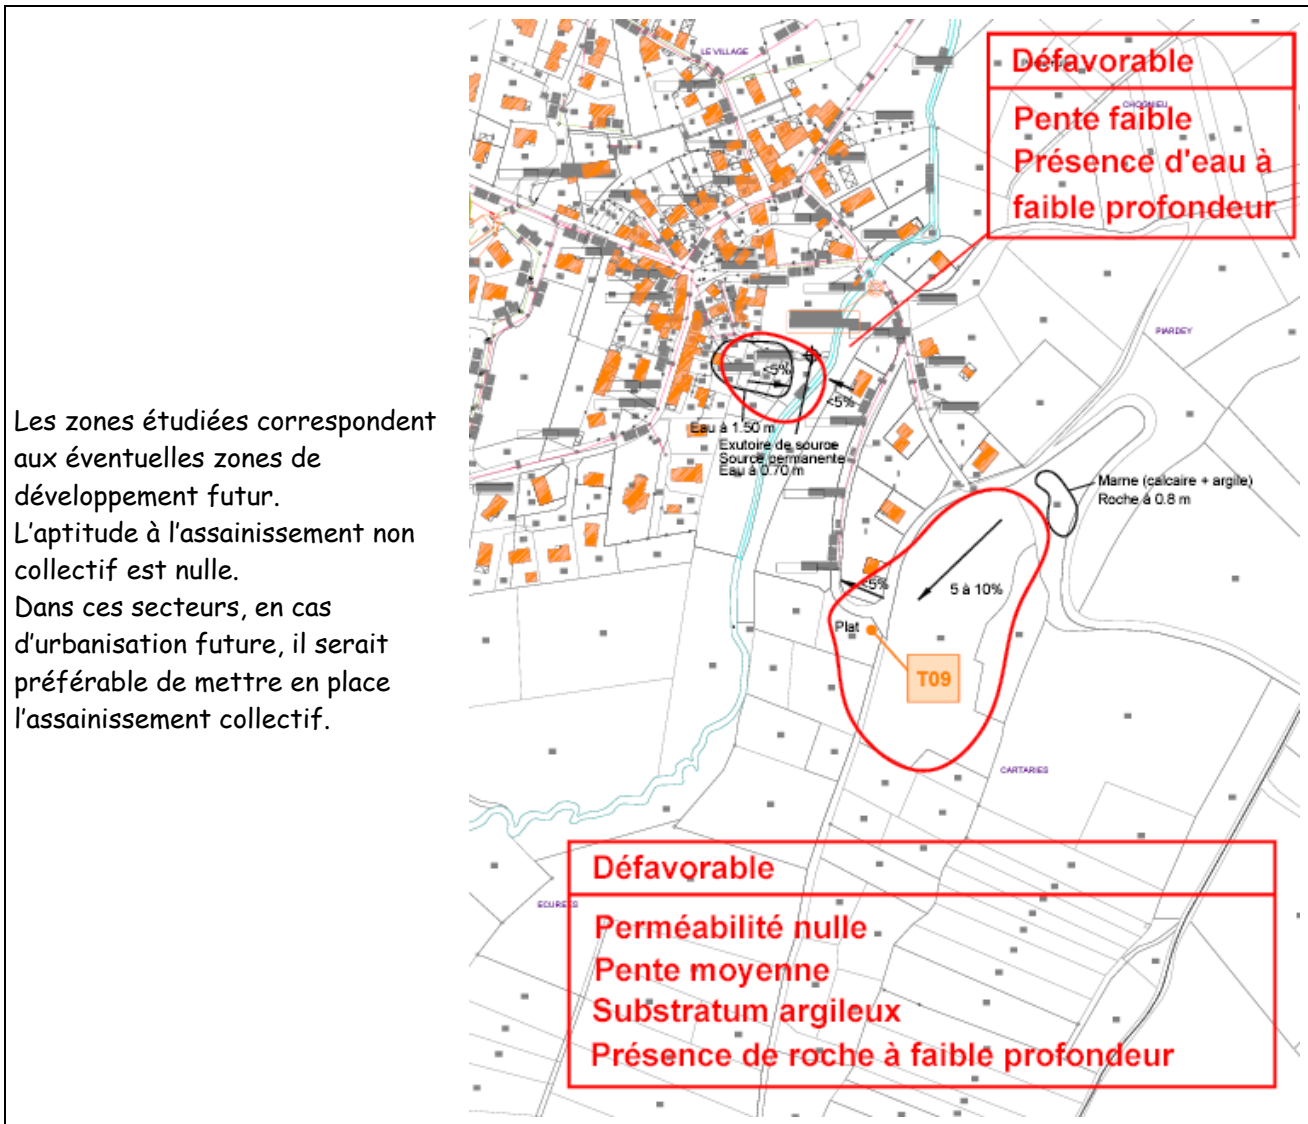 Les zones étudiées correspondent
aux éventuelles zones de
développement futur.
L'aptitude à l'assainissement non
collectif est nulle.
Dans ces secteurs, en cas
d'urbanisation future, il serait
préférable de mettre en place
l'assainissement collectif.
LE VILLAGE
Défavorable
CHOGNIEU
Pente faible
Présence d'eau à
faible profondeur
PIARDEY
<5%
<5%
Eau à 1.50 m
Exutoire de source
Source permanente
Eau à 0.70 m
Marne (calcaire + argile)
Roche à 0.8 m
<5%
5 à 10%
Plat
T09
CARTARIES
Défavorable
ECURETS
Perméabilité nulle
Pente moyenne
Substratum argileux
Présence de roche à faible profondeur